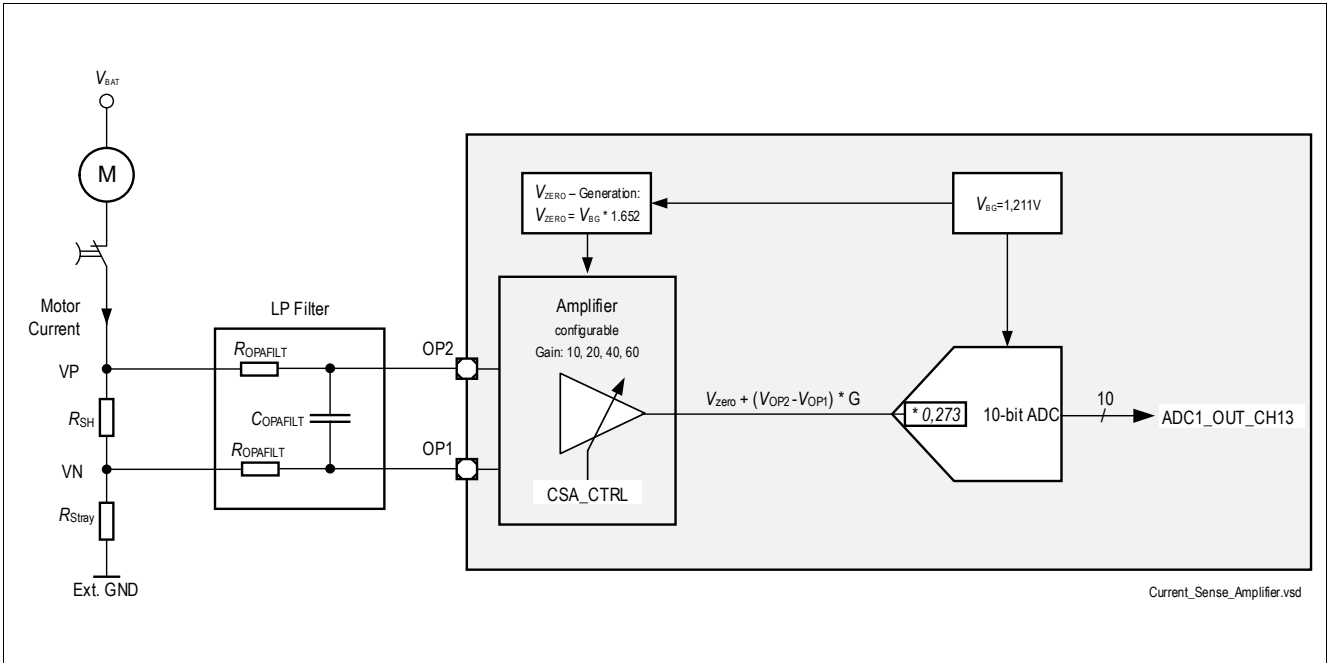 VBAT
M
Motor
Current
VP
RSH
VN
RStray
Ext. GND
LP Filter
ROPAFILT
COPAFILT
ROPAFILT
OP2
OP1
VZERO – Generation:
VZERO = VBG * 1.652
VBG=1,211V
Amplifier
configurable
Gain: 10, 20, 40, 60
CSA_CTRL
Vzero + (VOP2-VOP1) * G
* 0,273
10-bit ADC
10
ADC1_OUT_CH13
Current_Sense_Amplifier.vsd